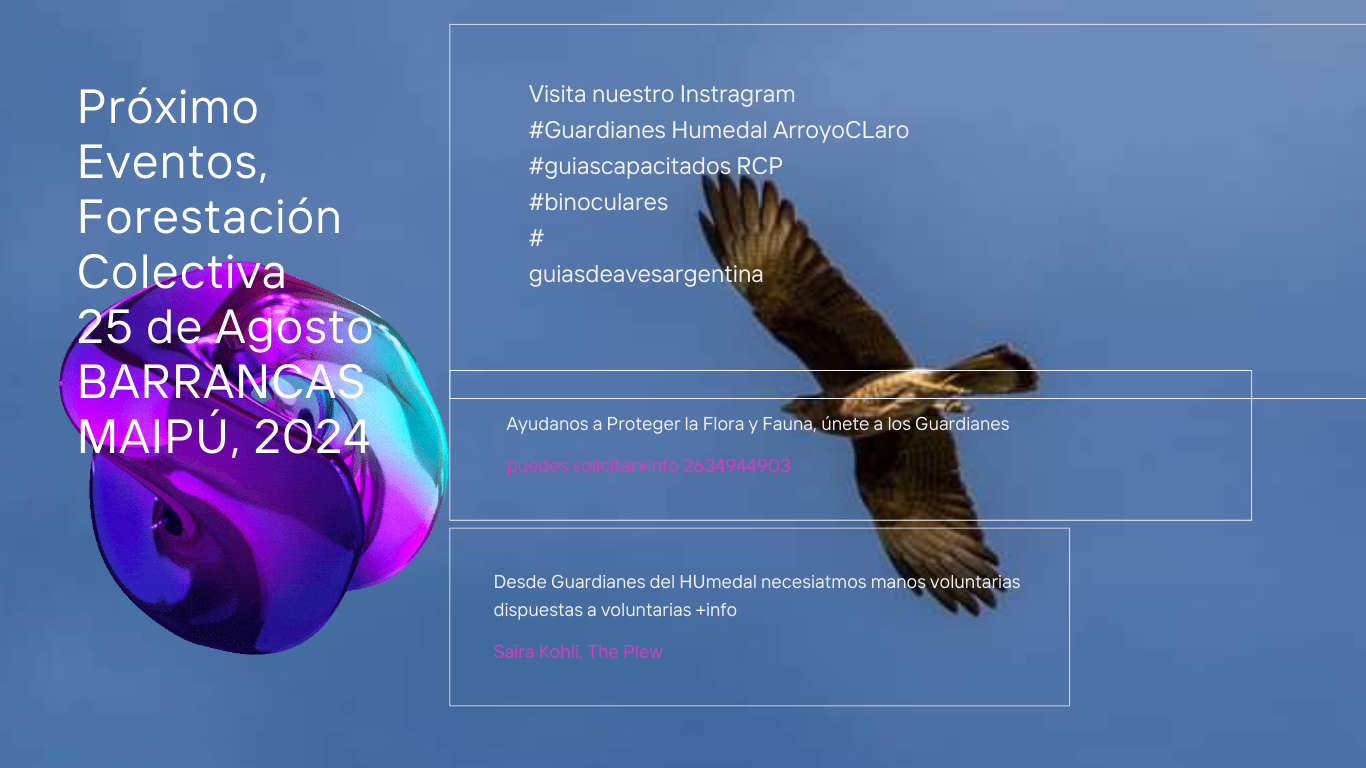 Próximo
Eventos,
Forestación
Colectiva
25 de Agosto
BARRANCAS
MAIPÚ, 2024
Visita nuestro Instragram
#Guardianes Humedal ArroyoCLaro
#guiascapacitados RCP
#binoculares
#
guiasdeavesargentina
Ayudanos a Proteger la Flora y Fauna, únete a los Guardianes
puedes solicitar+info 2634944903
Desde Guardianes del HUmedal necesiatmos manos voluntarias
dispuestas a voluntarias +info
Saira Kohli, The Plew